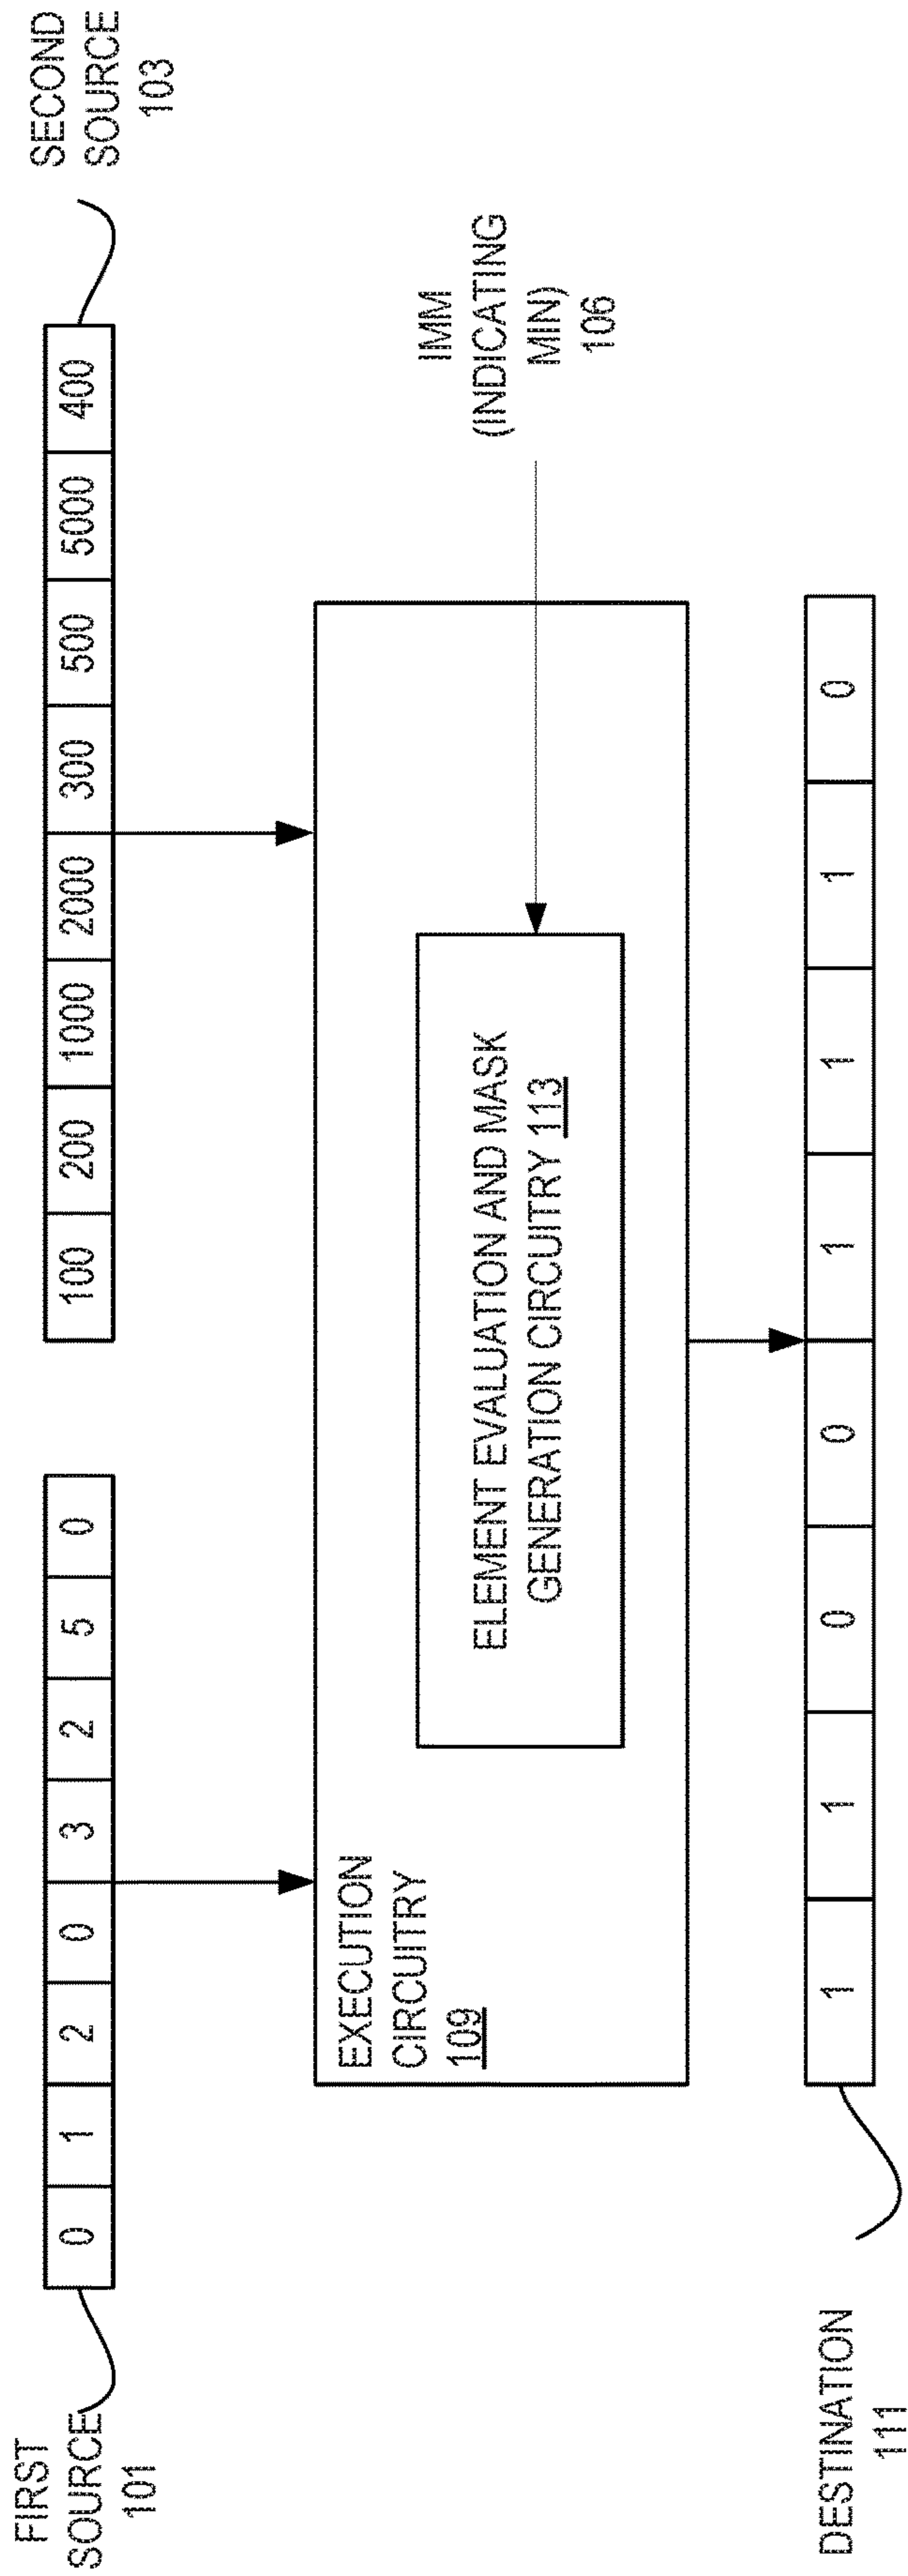 FIRST
SOURCE
101
0 1 2 0 3 2 5 0
100 200 1000 2000 300 500 5000 400
SECOND
SOURCE
103
EXECUTION
CIRCUITRY
109
ELEMENT EVALUATION AND MASK
GENERATION CIRCUITRY 113
IMM
(INDICATING
MIN)
106
1 1 0 0 1 1 1 0
DESTINATION
111